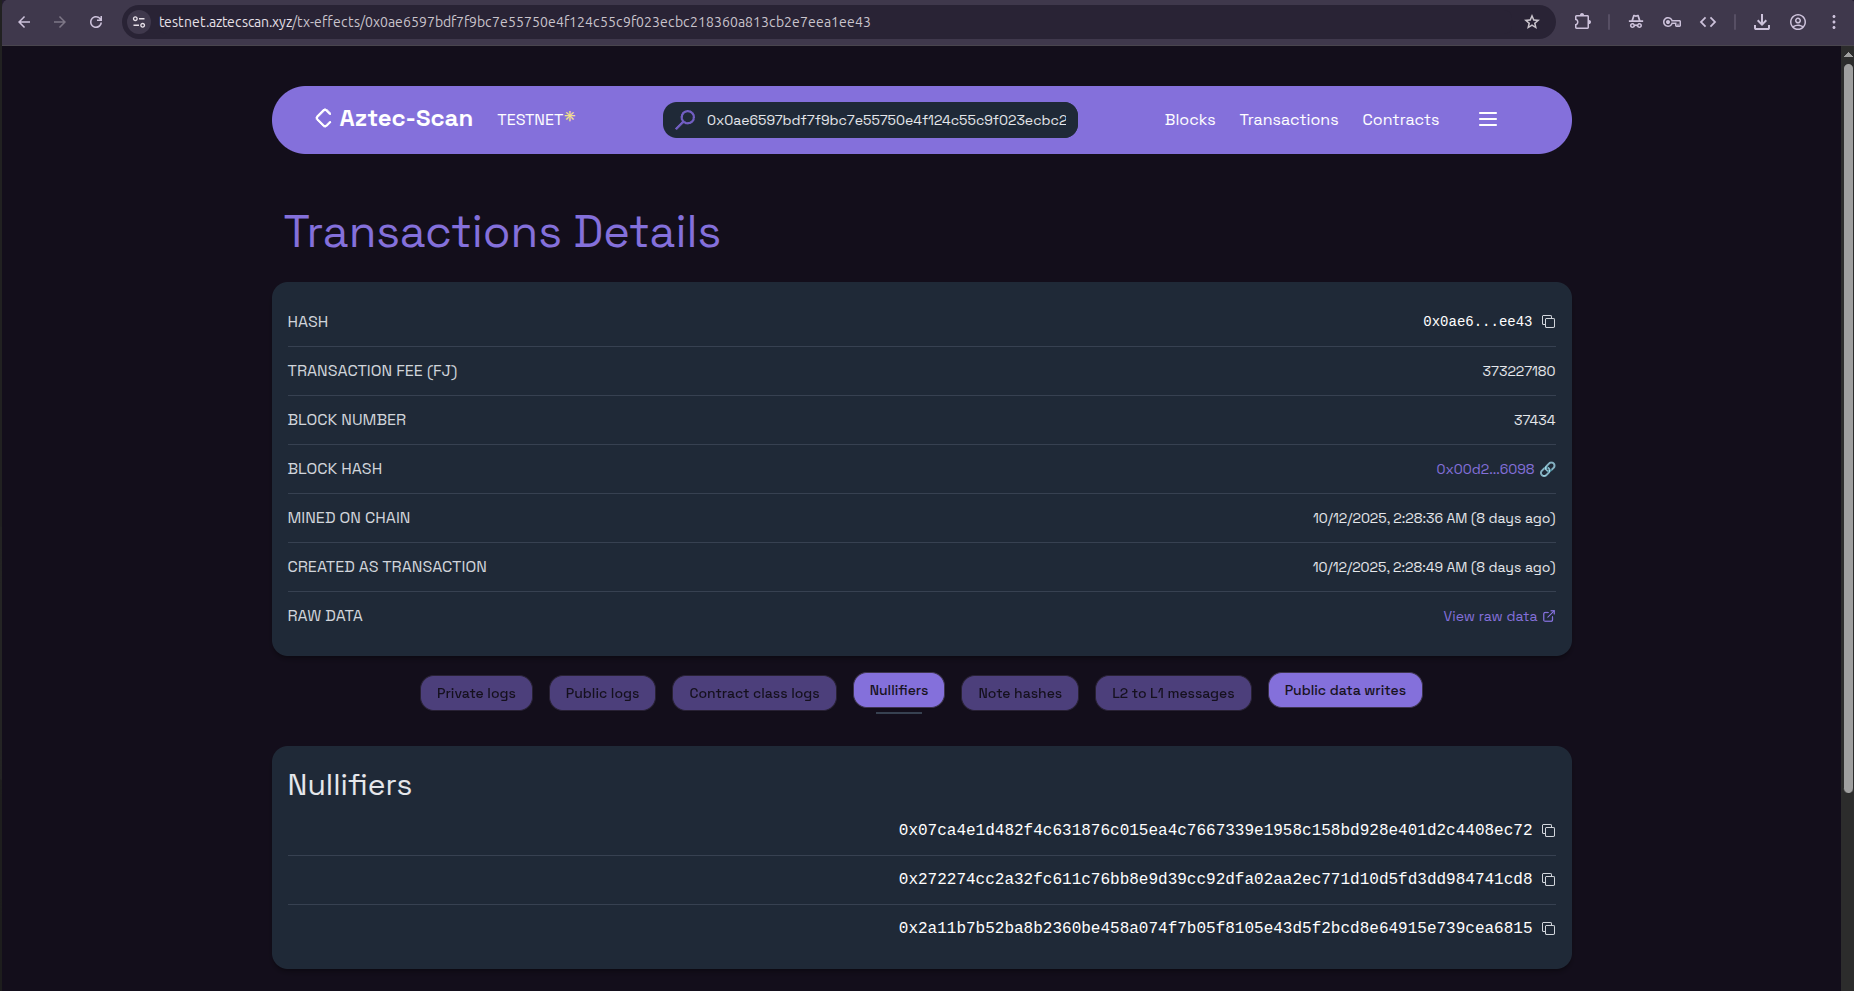 testnet.aztecscan.xyz/tx-effects/0x0ae6597bdf7f9bc7e55750e4f124c55c9f023ecbc218360a813cb2e7eea1ee43
Aztec-Scan TESTNET* 0x0ae6597bdf7f9bc7e55750e4f124c55c9f023ecbc2 Blocks Transactions Contracts
Transactions Details
HASH 0x0ae6...ee43
TRANSACTION FEE (FJ) 373227180
BLOCK NUMBER 37434
BLOCK HASH 0x00d2...6098
MINED ON CHAIN 10/12/2025, 2:28:36 AM (8 days ago)
CREATED AS TRANSACTION 10/12/2025, 2:28:49 AM (8 days ago)
RAW DATA View raw data
Private logs Public logs Contract class logs Nullifiers Note hashes L2 to L1 messages Public data writes
Nullifiers
0x07ca4e1d482f4c631876c015ea4c7667339e1958c158bd928e401d2c4408ec72
0x272274cc2a32fc611c76bb8e9d39cc92dfa02aa2ec771d10d5fd3dd984741cd8
0x2a11b7b52ba8b2360be458a074f7b05f8105e43d5f2bcd8e64915e739cea6815